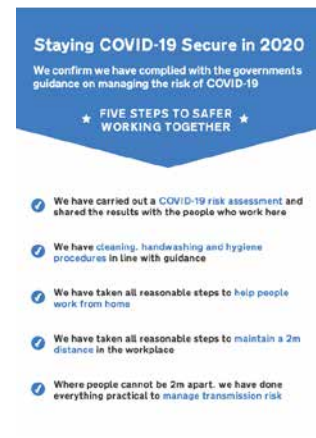 Staying COVID-19 Secure in 2020
We confirm we have complied with the governments
guidance on managing the risk of COVID-19
FIVE STEPS TO SAFER
WORKING TOGETHER
We have carried out a COVID-19 risk assessment and
shared the results with the people who work here
We have cleaning, handwashing and hygiene
procedures in line with guidance
We have taken all reasonable steps to help people
work from home
We have taken all reasonable steps to maintain a 2m
distance in the workplace
Where people cannot be 2m apart, we have done
everything practical to manage transmission risk